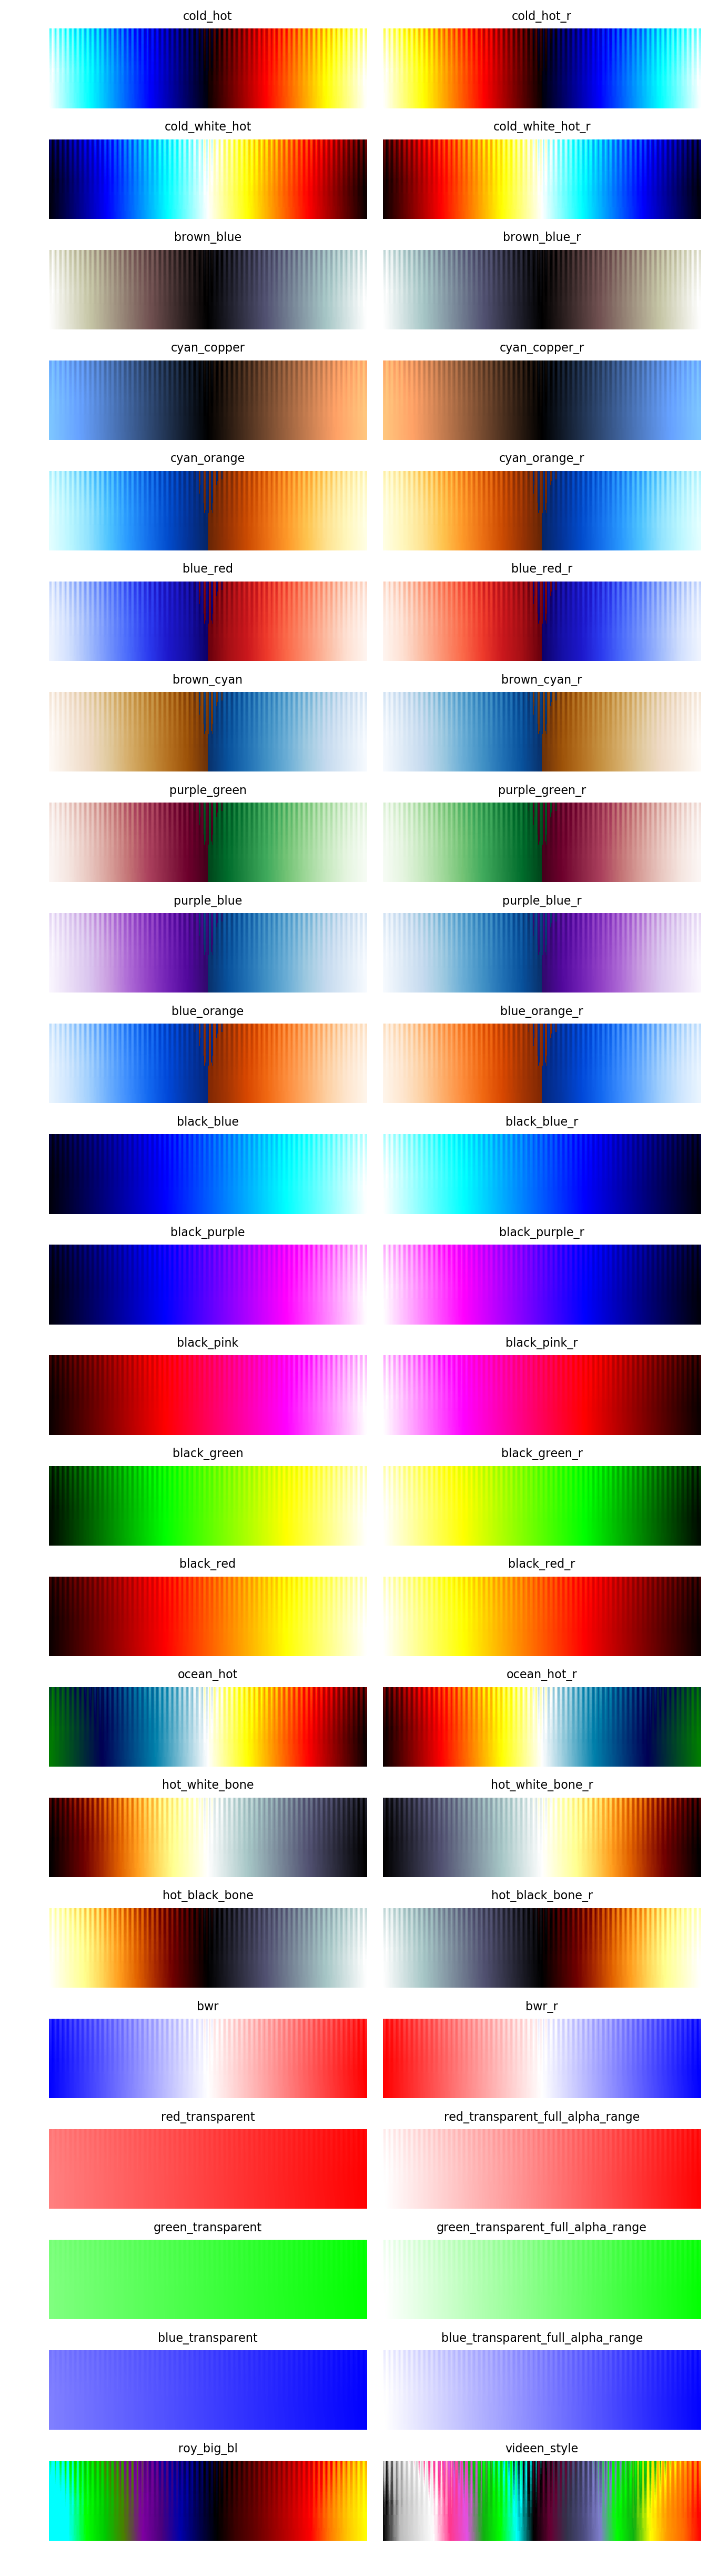 cold_hot
cold_hot_r
cold_white_hot
cold_white_hot_r
brown_blue
brown_blue_r
cyan_copper
cyan_copper_r
cyan_orange
cyan_orange_r
blue_red
blue_red_r
brown_cyan
brown_cyan_r
purple_green
purple_green_r
purple_blue
purple_blue_r
blue_orange
blue_orange_r
black_blue
black_blue_r
black_purple
black_purple_r
black_pink
black_pink_r
black_green
black_green_r
black_red
black_red_r
ocean_hot
ocean_hot_r
hot_white_bone
hot_white_bone_r
hot_black_bone
hot_black_bone_r
bwr
bwr_r
red_transparent
red_transparent_full_alpha_range
green_transparent
green_transparent_full_alpha_range
blue_transparent
blue_transparent_full_alpha_range
roy_big_bl
videen_style